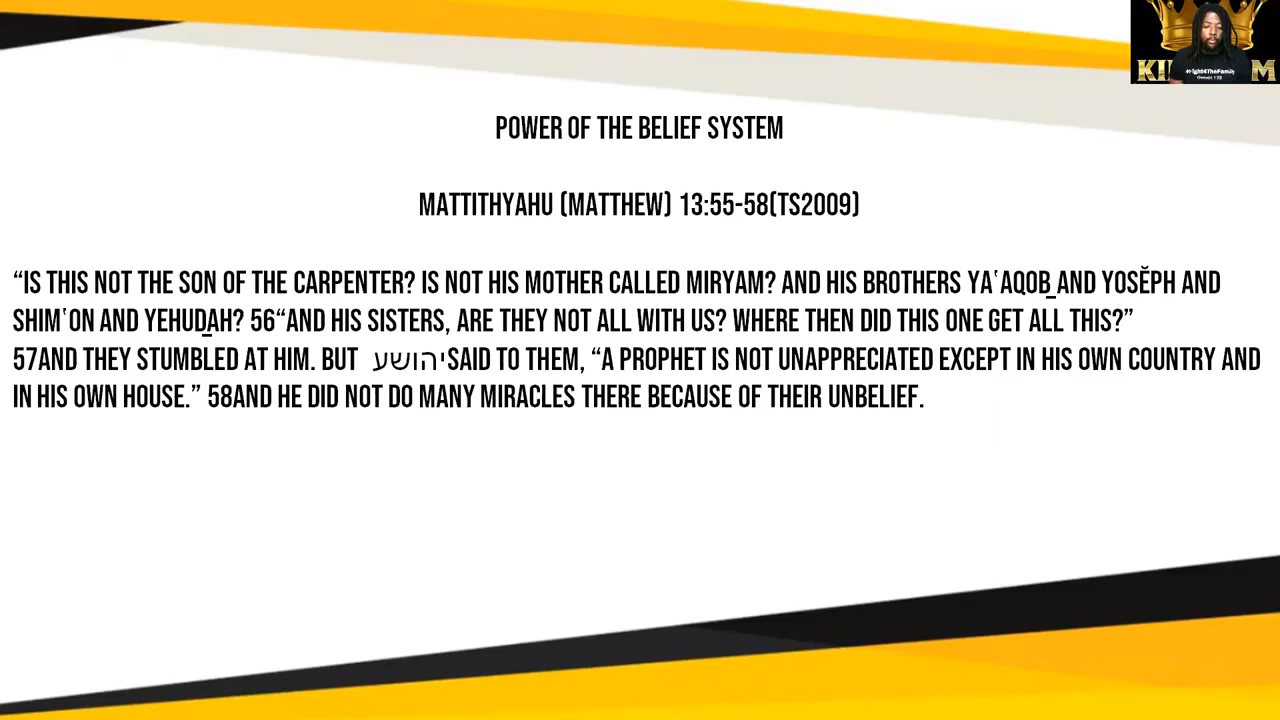 POWER OF THE BELIEF SYSTEM
MATTITHYAHU (MATTHEW) 13:55-58(TS2009)
“IS THIS NOT THE SON OF THE CARPENTER? IS NOT HIS MOTHER CALLED MIRYAM? AND HIS BROTHERS YAʽAQOḆ AND YOSĚPH AND
SHIMʽON AND YEHUḎAH? 56“AND HIS SISTERS, ARE THEY NOT ALL WITH US? WHERE THEN DID THIS ONE GET ALL THIS?”
57AND THEY STUMBLED AT HIM. BUT יהושע SAID TO THEM, “A PROPHET IS NOT UNAPPRECIATED EXCEPT IN HIS OWN COUNTRY AND
IN HIS OWN HOUSE.” 58AND HE DID NOT DO MANY MIRACLES THERE BECAUSE OF THEIR UNBELIEF.